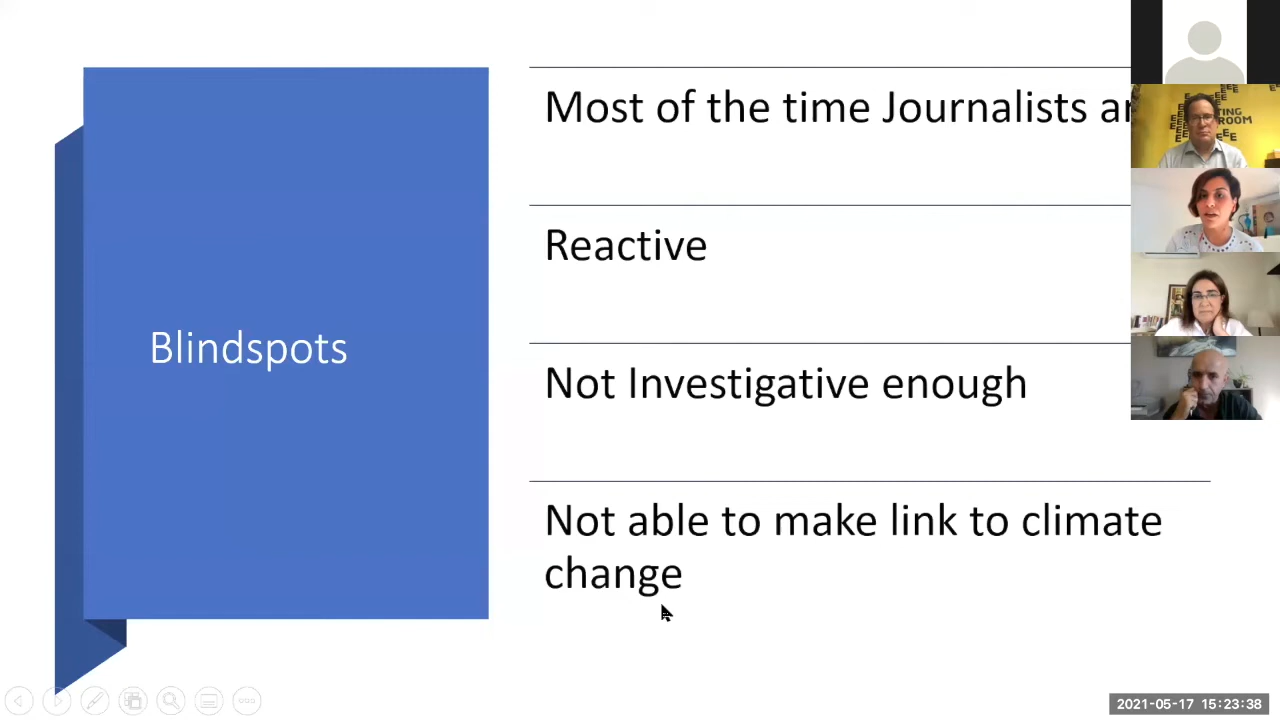 Most of the time Journalists
Reactive
Blindspots
Not Investigative enough
Not able to make link to climate
change
ROOM
2021-05-17 15:23:38